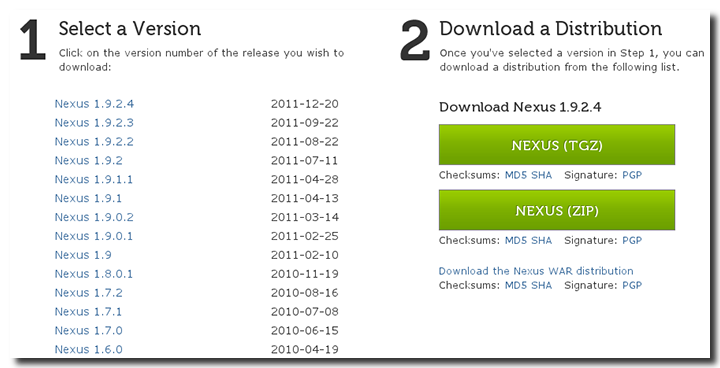 1 Select a Version
Click on the version number of the release you wish to
download:
Nexus 1.9.2.4 2011-12-20
Nexus 1.9.2.3 2011-09-22
Nexus 1.9.2.2 2011-08-22
Nexus 1.9.2 2011-07-11
Nexus 1.9.1.1 2011-04-28
Nexus 1.9.1 2011-04-13
Nexus 1.9.0.2 2011-03-14
Nexus 1.9.0.1 2011-02-25
Nexus 1.9 2011-02-10
Nexus 1.8.0.1 2010-11-19
Nexus 1.7.2 2010-08-16
Nexus 1.7.1 2010-07-08
Nexus 1.7.0 2010-06-15
Nexus 1.6.0 2010-04-19
2 Download a Distribution
Once you've selected a version in Step 1, you can
download a distribution from the following list.
Download Nexus 1.9.2.4
NEXUS (TGZ)
Checksums: MD5 SHA Signature: PGP
NEXUS (ZIP)
Checksums: MD5 SHA Signature: PGP
Download the Nexus WAR distribution
Checksums: MD5 SHA Signature: PGP